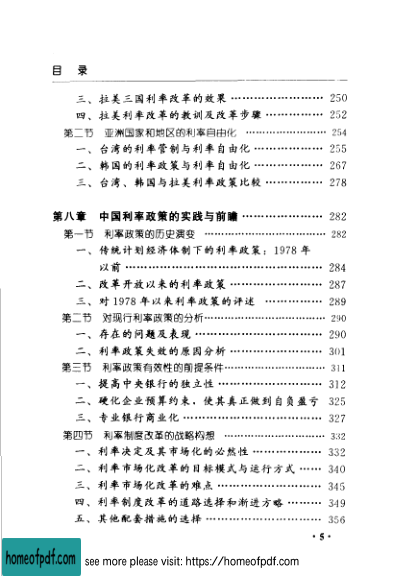 目 录
三、拉美三国利率改革的效果 …………………… 250
四、拉美利率改革的教训及改革步骤 …………… 252
第二节 亚洲国家和地区的利率自由化 ………………… 254
一、台湾的利率管制与利率自由化 ……………… 255
二、韩国的利率政策与利率自由化 ……………… 267
三、台湾、韩国与拉美利率政策比较 …………… 278
第八章 中国利率政策的实践与前瞻 ………………… 282
第一节 利率政策的历史演变 ………………………… 282
一、传统计划经济体制下的利率政策：1978 年
以前 ………………………………………… 284
二、改革开放以来的利率政策 …………………… 287
三、对 1978 年以来利率政策的评述 …………… 289
第二节 对现行利率政策的分析 ……………………… 290
一、存在的问题及表现 …………………………… 290
二、利率政策失效的原因分析 …………………… 301
第三节 利率政策有效性的前提条件 ………………… 311
一、提高中央银行的独立性 ……………………… 312
二、硬化企业预算约束，使其真正做到自负盈亏 325
三、专业银行商业化 ……………………………… 327
第四节 利率制度改革的战略构想 …………………… 332
一、利率决定及其市场化的必然性 ……………… 332
二、利率市场化改革的目标模式与运行方式 …… 340
三、利率市场化改革的难点 ……………………… 345
四、利率制度改革的道路选择和渐进方略 ……… 349
五、其他配套措施的选择 ………………………… 356
· 5 ·
homeofpdf.com
see more please visit: https://homeofpdf.com